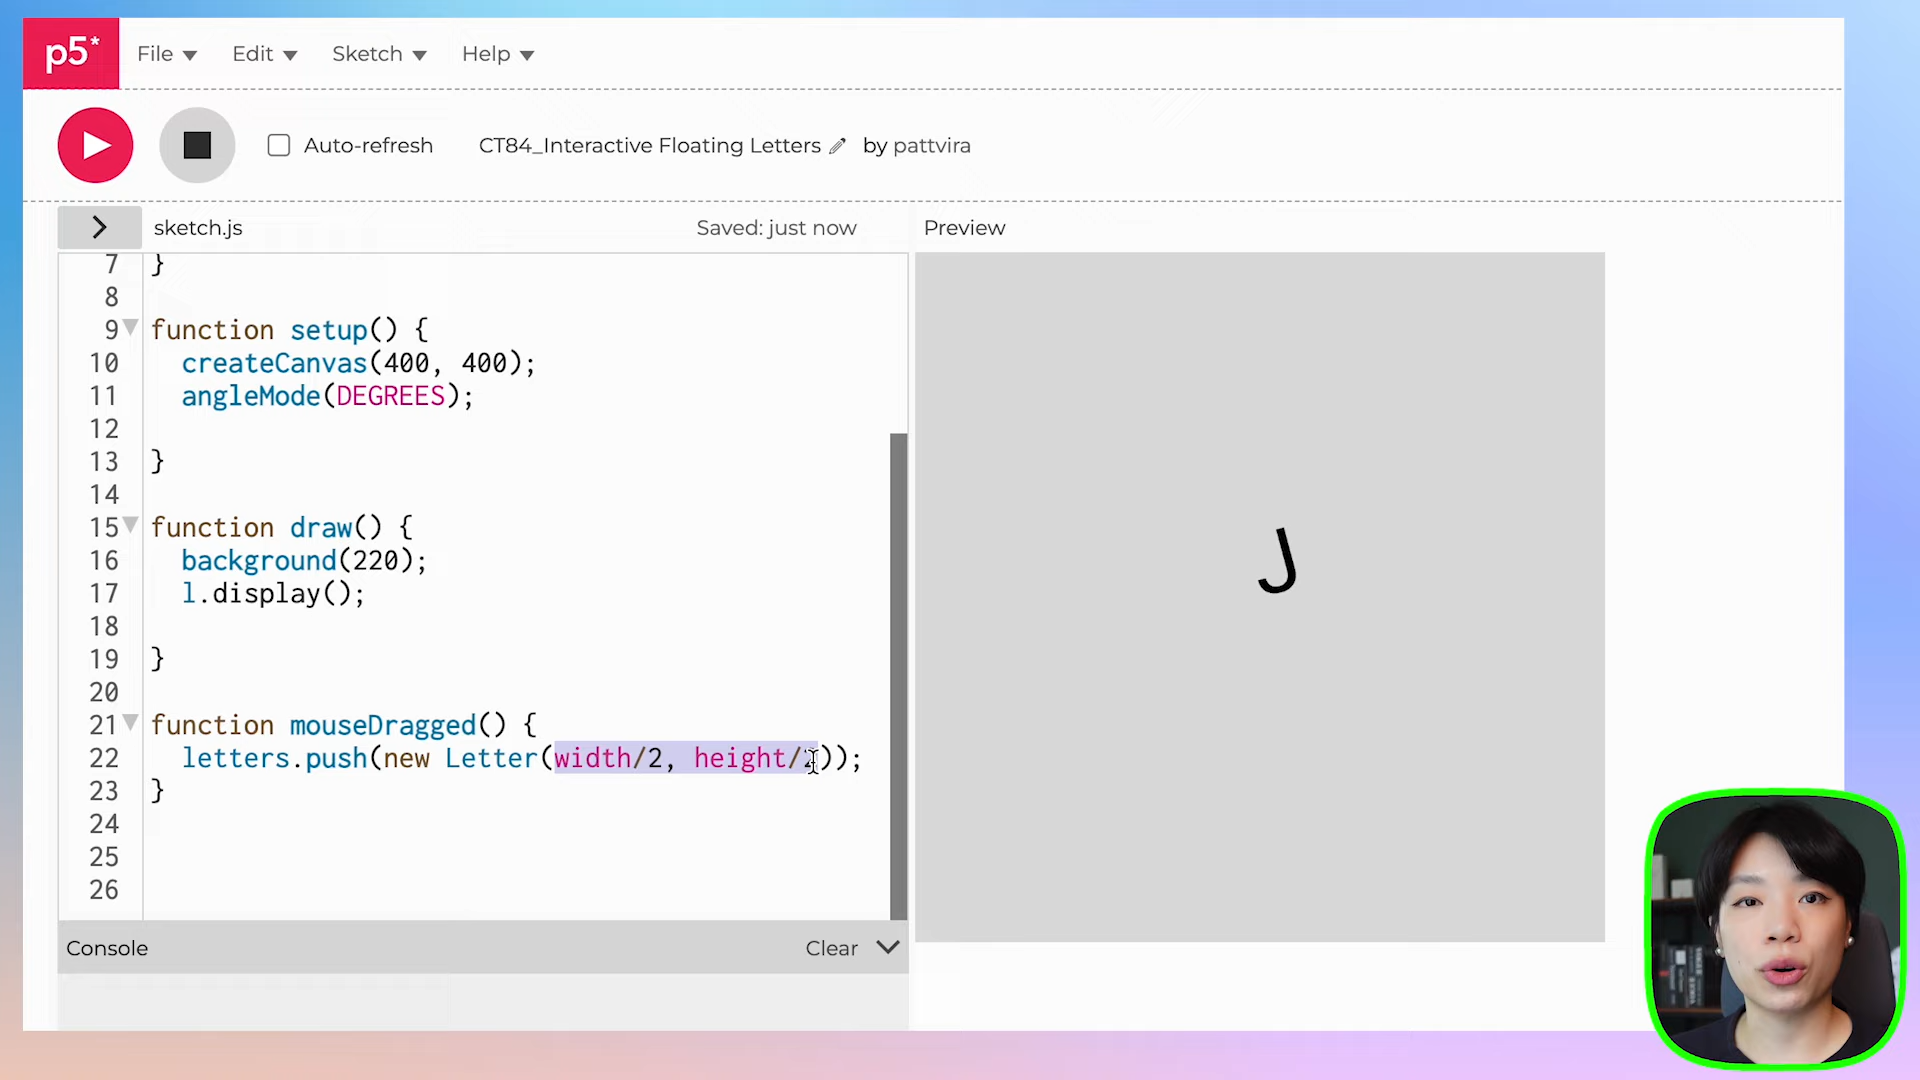 p5*
File Edit Sketch Help
Auto-refresh CT84_Interactive Floating Letters by pattvira
sketch.js Saved: just now Preview
7 }
8
9 function setup() {
10 createCanvas(400, 400);
11 angleMode(DEGREES);
12
13 }
14
15 function draw() {
16 background(220);
17 l.display();
18
19 }
20
21 function mouseDragged() {
22 letters.push(new Letter(width/2, height/2));
23 }
24
25
26
J
Console Clear